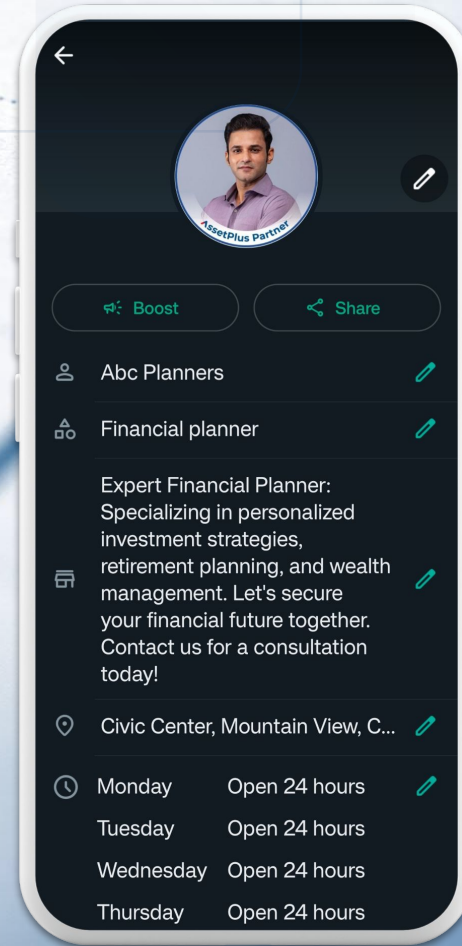 AssetPlus Partner
Boost
Share
Abc Planners
Financial planner
Expert Financial Planner:
Specializing in personalized
investment strategies,
retirement planning, and wealth
management. Let's secure
your financial future together.
Contact us for a consultation
today!
Civic Center, Mountain View, C...
Monday Open 24 hours
Tuesday Open 24 hours
Wednesday Open 24 hours
Thursday Open 24 hours